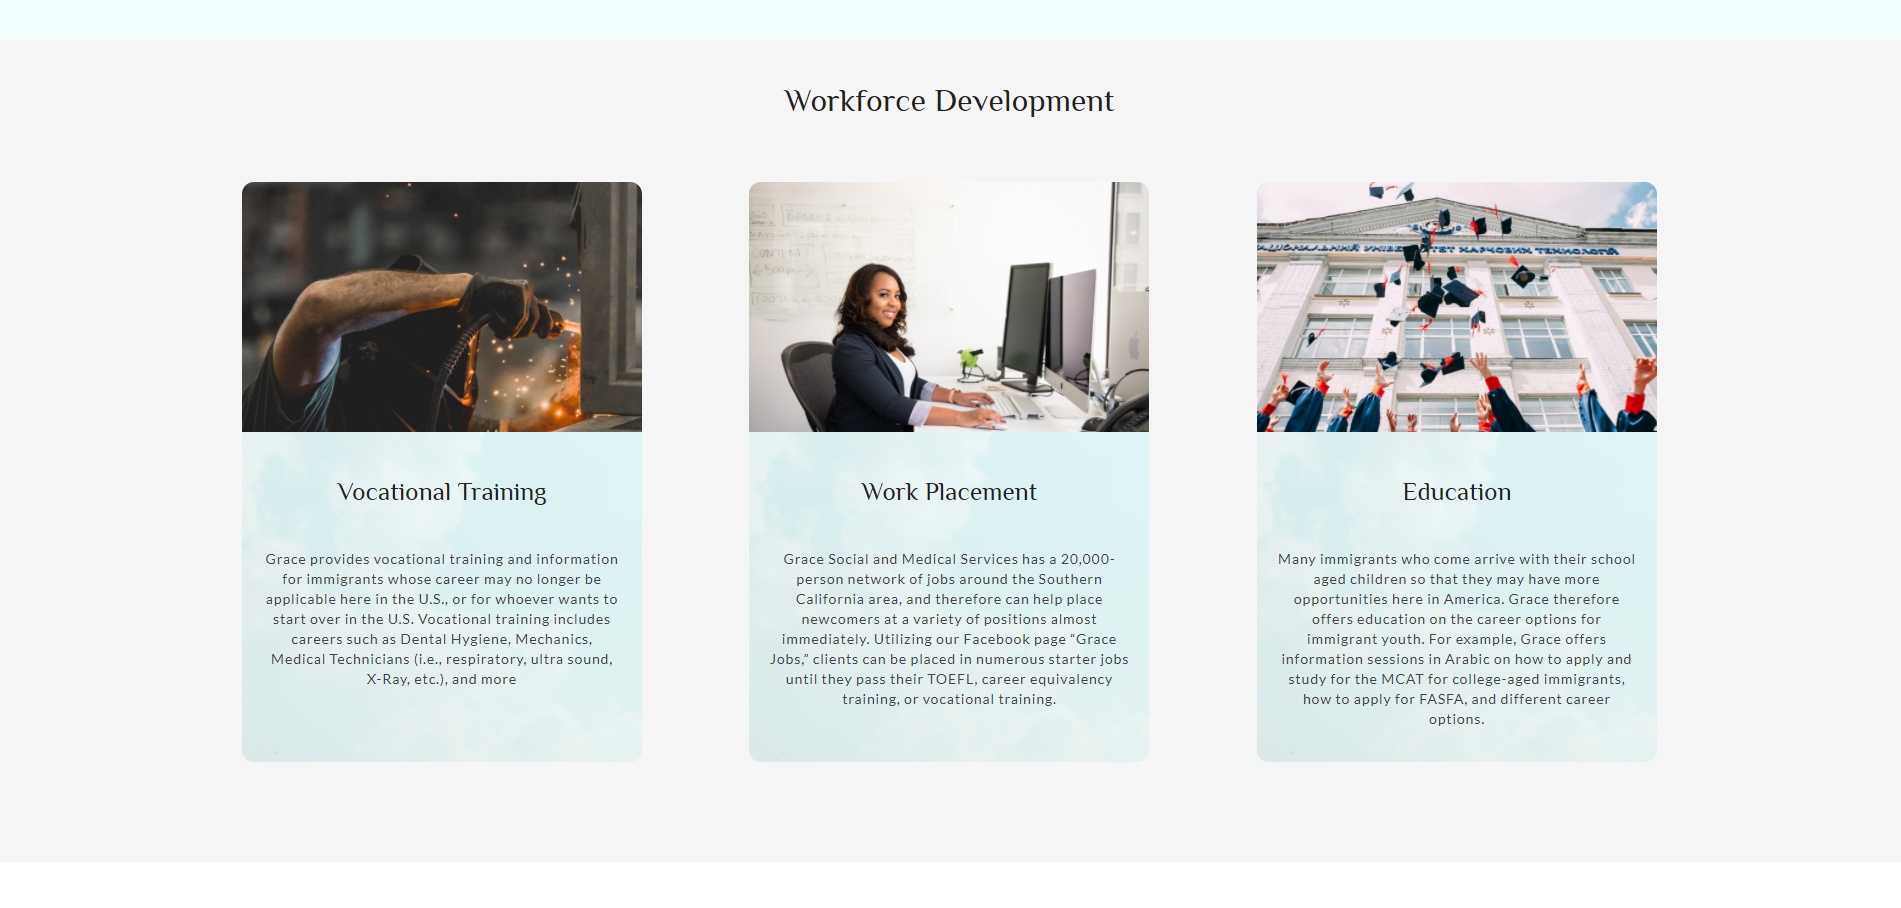 Workforce Development
BANNER
CONTENT
НАЦІОНАЛЬНИЙ УНІВЕРСИТЕТ ХАРЧОВИХ ТЕХНОЛОГІЙ
Vocational Training
Grace provides vocational training and information
for immigrants whose career may no longer be
applicable here in the U.S., or for whoever wants to
start over in the U.S. Vocational training includes
careers such as Dental Hygiene, Mechanics,
Medical Technicians (i.e., respiratory, ultra sound,
X-Ray, etc.), and more
Work Placement
Grace Social and Medical Services has a 20,000-
person network of jobs around the Southern
California area, and therefore can help place
newcomers at a variety of positions almost
immediately. Utilizing our Facebook page “Grace
Jobs,” clients can be placed in numerous starter jobs
until they pass their TOEFL, career equivalency
training, or vocational training.
Education
Many immigrants who come arrive with their school
aged children so that they may have more
opportunities here in America. Grace therefore
offers education on the career options for
immigrant youth. For example, Grace offers
information sessions in Arabic on how to apply and
study for the MCAT for college-aged immigrants,
how to apply for FASFA, and different career
options.